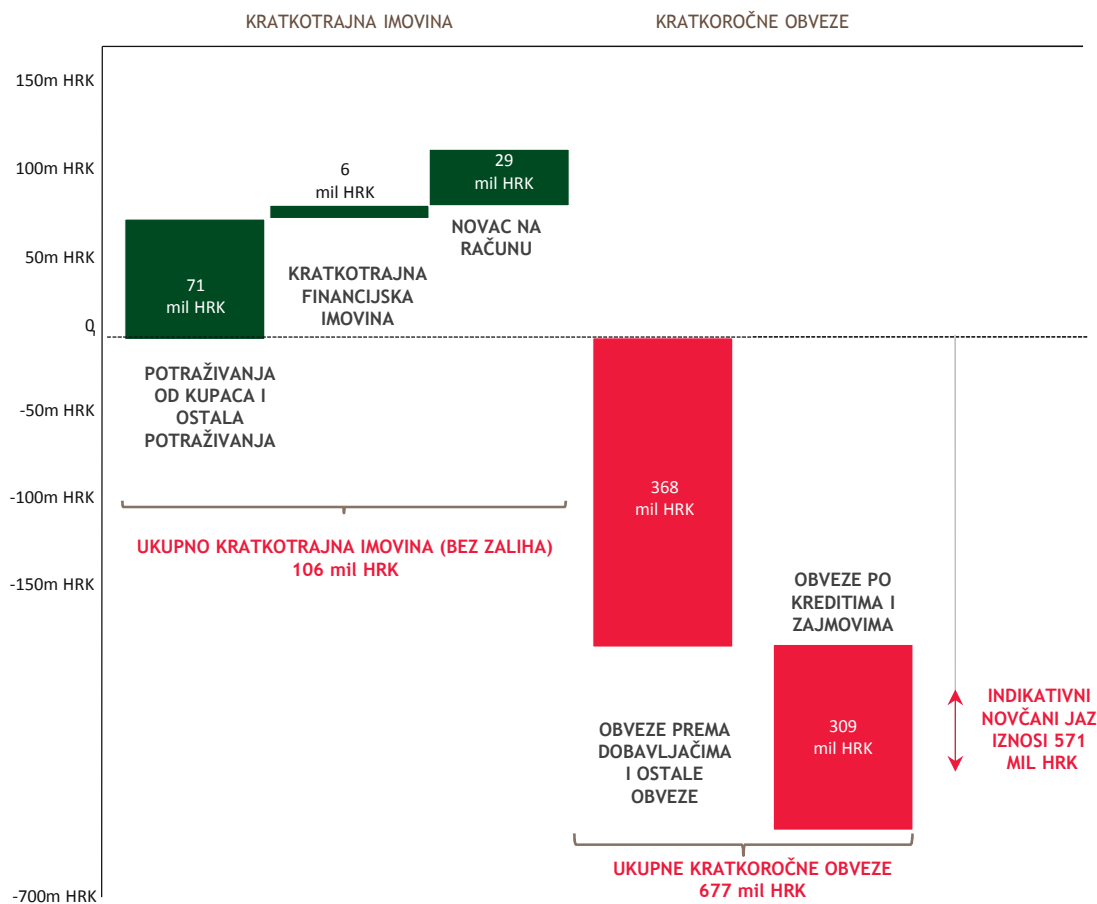 KRATKOTRAJNA IMOVINA
KRATKOROČNE OBVEZE
150m HRK
100m HRK
50m HRK
0
-50m HRK
-100m HRK
-150m HRK
-700m HRK
71
mil HRK
6
mil HRK
29
mil HRK
NOVAC NA
RAČUNU
KRATKOTRAJNA
FINANCIJSKA
IMOVINA
POTRAŽIVANJA
OD KUPACA I
OSTALA
POTRAŽIVANJA
UKUPNO KRATKOTRAJNA IMOVINA (BEZ ZALIHA)
106 mil HRK
368
mil HRK
OBVEZE PO
KREDITIMA I
ZAJMOVIMA
OBVEZE PREMA
DOBAVLJAČIMA
I OSTALE
OBVEZE
309
mil HRK
INDIKATIVNI
NOVČANI JAZ
IZNOSI 571
MIL HRK
UKUPNE KRATKOROČNE OBVEZE
677 mil HRK